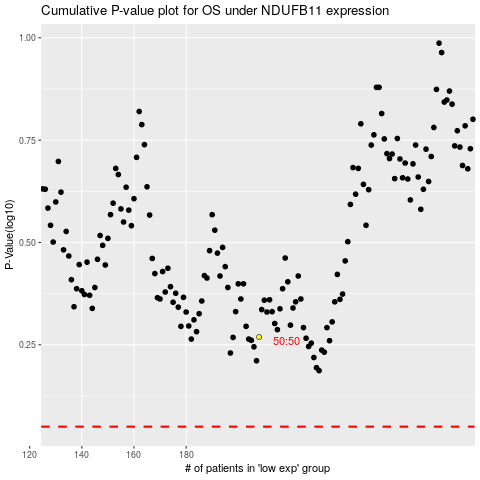 Cumulative P-value plot for OS under NDUFB11 expression
1.00
0.75
0.50
0.25
P-Value(log10)
50:50
120 140 160 180
# of patients in 'low exp' group